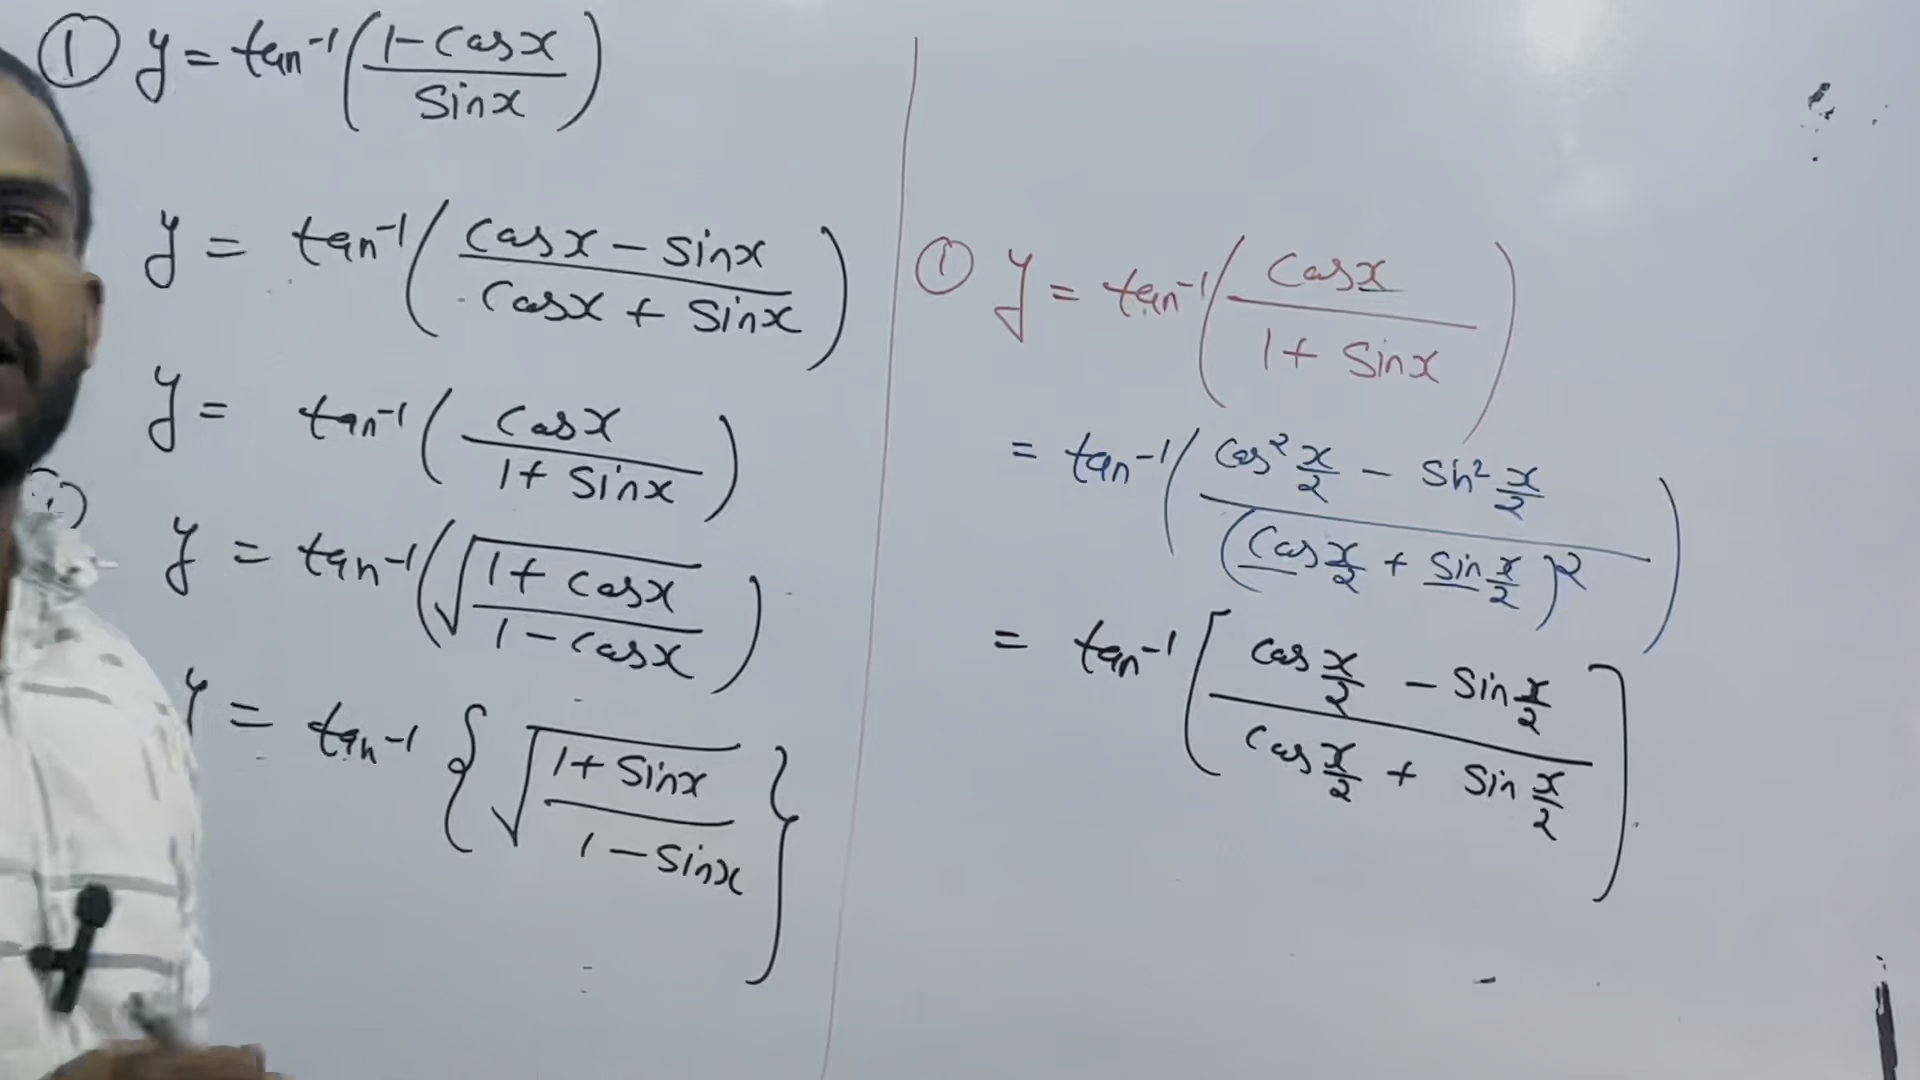 ① y = tan⁻¹((1 - cosx)/(sinx))
y = tan⁻¹((cosx - sinx)/(cosx + sinx))
y = tan⁻¹((cosx)/(1 + sinx))
y = tan⁻¹(√((1 + cosx)/(1 - cosx)))
y = tan⁻¹{√((1 + sinx)/(1 - sinx))}
① y = tan⁻¹((cosx)/(1 + sinx))
= tan⁻¹((cos² x/2 - sin² x/2)/((cos x/2 + sin x/2)²))
= tan⁻¹[(cos x/2 - sin x/2)/(cos x/2 + sin x/2)]